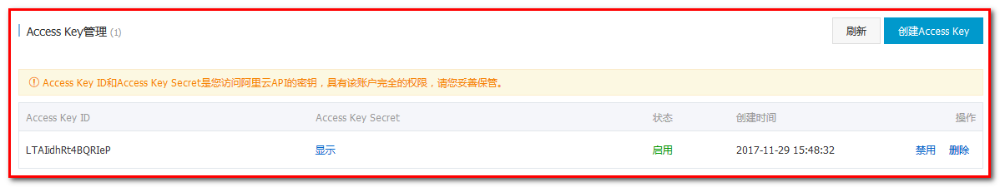 Access Key管理 (1)
刷新
创建Access Key
Access Key ID和Access Key Secret是您访问阿里云API的密钥，具有该账户完全的权限，请您妥善保管。
Access Key ID Access Key Secret 状态 创建时间 操作
LTAIidhRt4BQRIeP 显示 启用 2017-11-29 15:48:32 禁用 删除